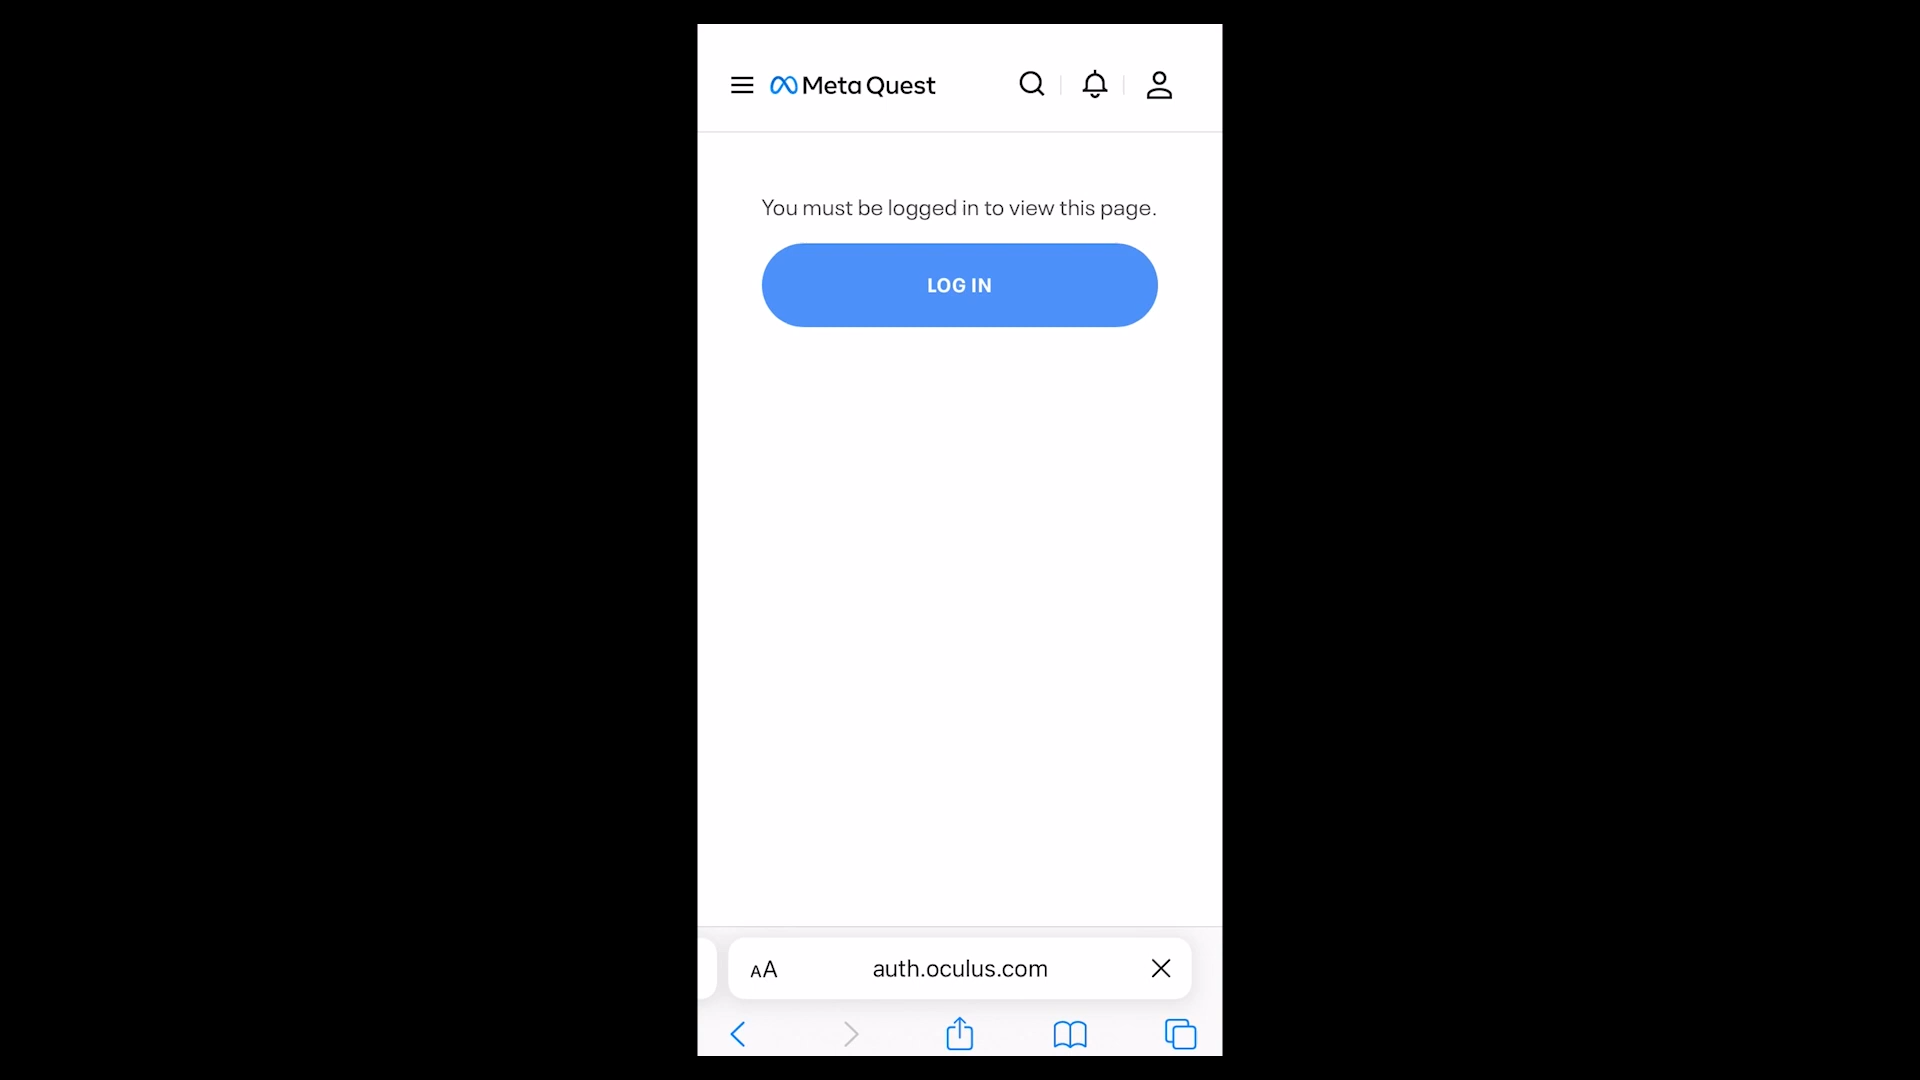 Meta Quest
You must be logged in to view this page.
LOG IN
AA auth.oculus.com